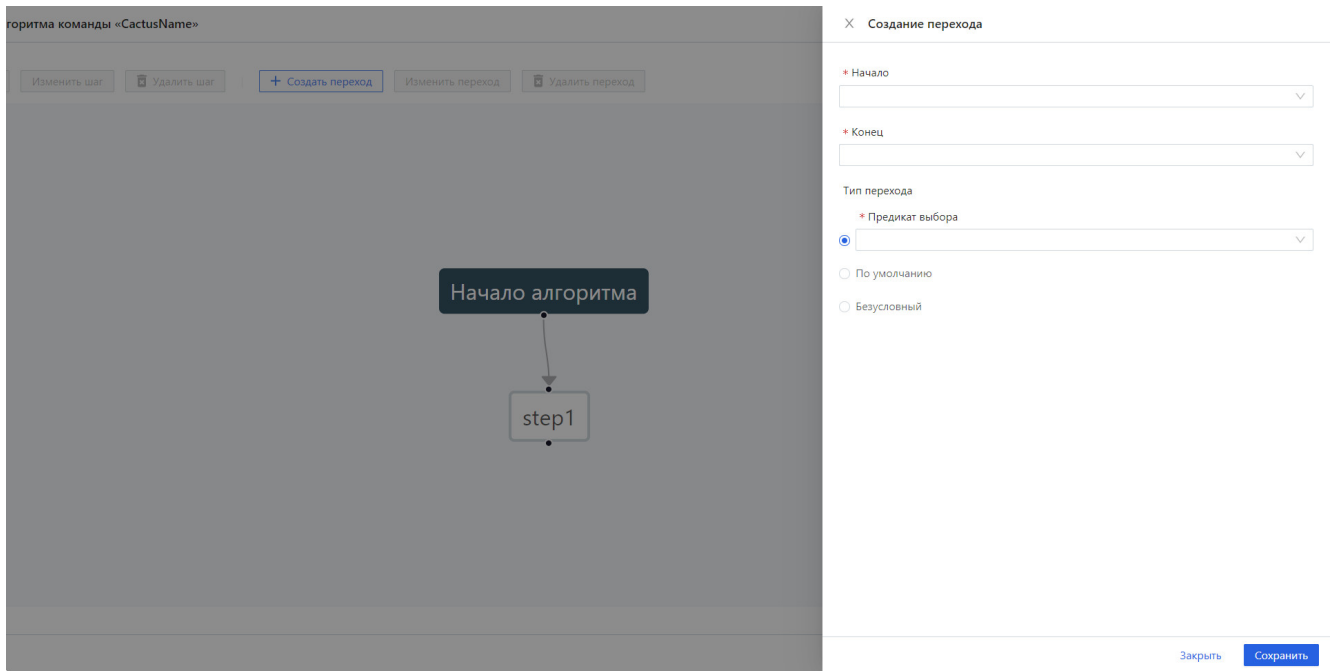 горитма команды «CactusName»
Создание перехода
Изменить шаг Удалить шаг + Создать переход Изменить переход Удалить переход
* Начало
* Конец
Тип перехода
* Предикат выбора
По умолчанию
Безусловный
Начало алгоритма
step1
Закрыть Сохранить